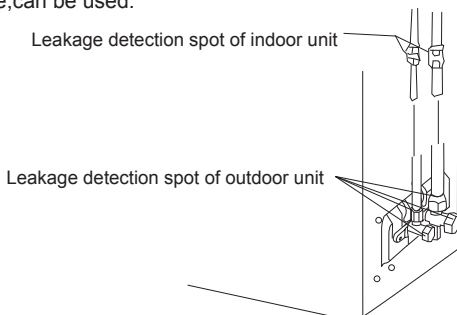 e,can be used.
Leakage detection spot of indoor unit
Leakage detection spot of outdoor unit